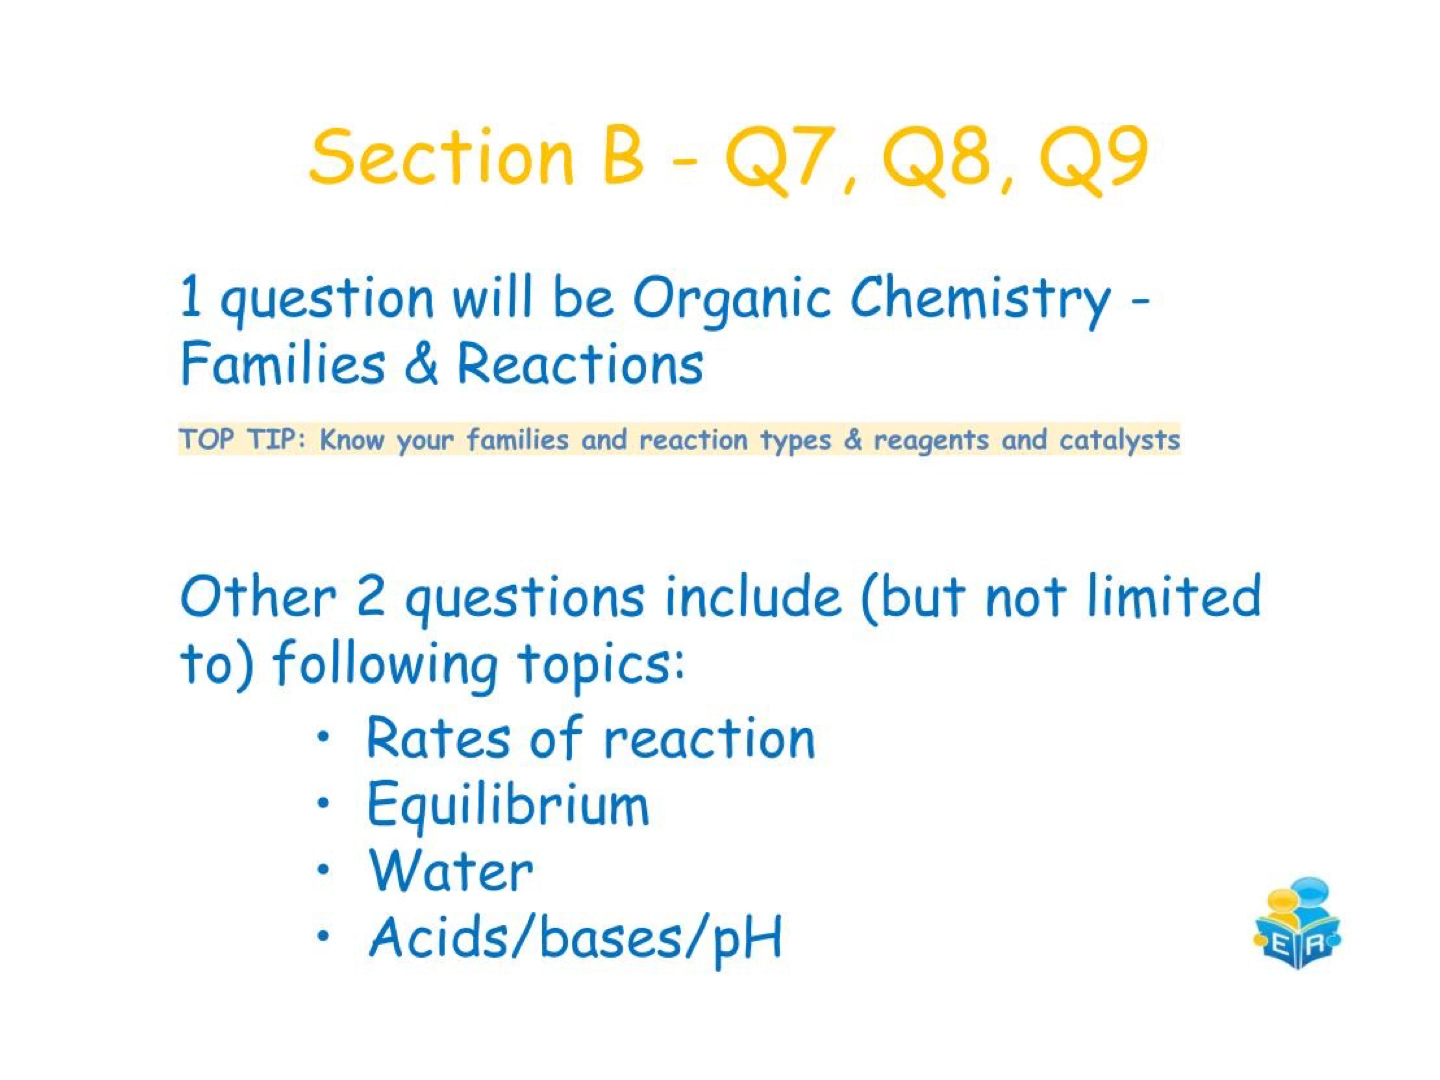 Section B - Q7, Q8, Q9
1 question will be Organic Chemistry -
Families & Reactions
TOP TIP: Know your families and reaction types & reagents and catalysts
Other 2 questions include (but not limited
to) following topics:
• Rates of reaction
• Equilibrium
• Water
• Acids/bases/pH
E R